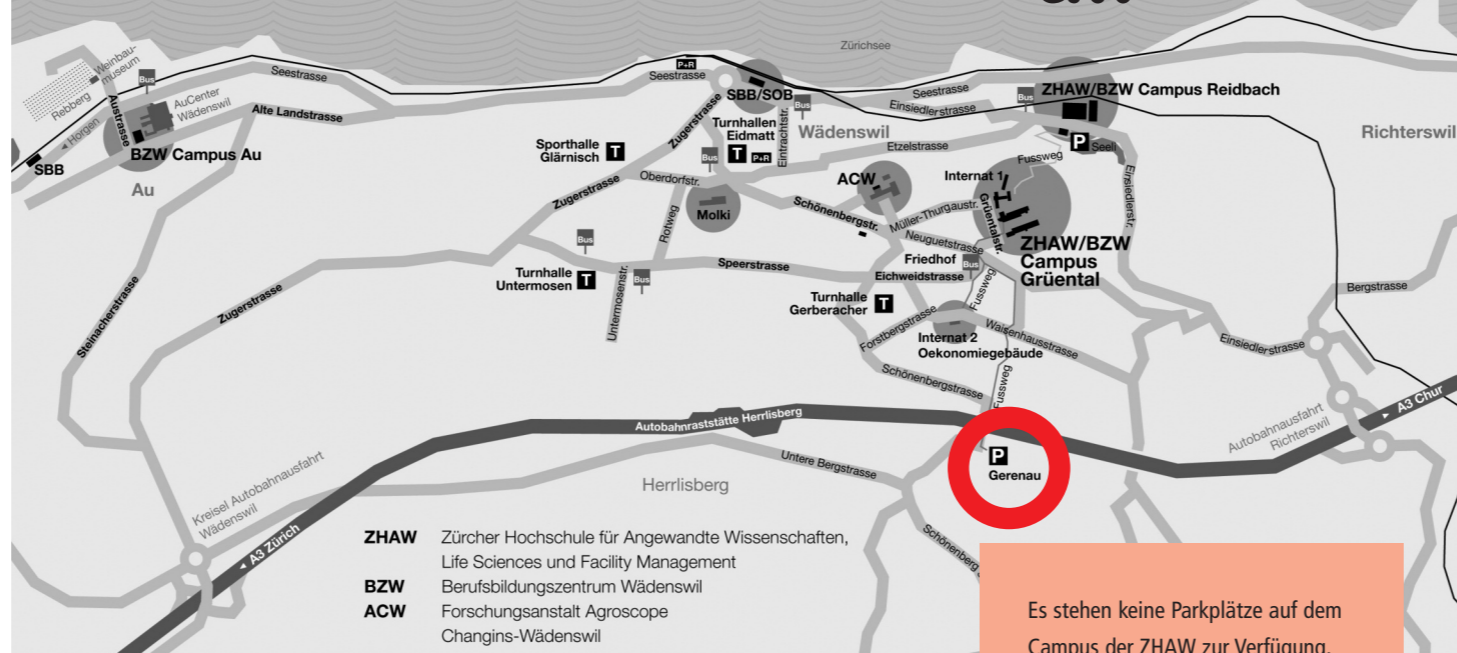 Zürichsee
Weinbau-
museum
Rebberg
Bus
Seestrasse
AuCenter
Wädenswil
Austrasse
◄ Horgen
Alte Landstrasse
BZW Campus Au
SBB
Au
P+R
Seestrasse
SBB/SOB
Bus
Zugerstrasse
Turnhallen
Eidmatt
T
P+R
Bus
Eintrachtstr.
Wädenswil
Sporthalle
Glärnisch
T
Oberdorfstr.
Zugerstrasse
Rotweg
Molki
Seestrasse
Einsiedlerstrasse
Bus
ZHAW/BZW Campus Reidbach
Etzelstrasse
P
Seeli
Fussweg
Richterswil
ACW
Internat 1
Schönenbergstr.
Müller-Thurgaustr.
Grüentalstr.
Neuguetstrasse
Einsiedlerstr.
ZHAW/BZW
Campus
Grüental
Friedhof
Bus
Eichweidstrasse
Fussweg
Bus
Turnhalle
Untermosen
T
Bus
Speerstrasse
Untermosenstr.
Turnhalle
Gerberacher
T
Forstbergstrasse
Internat 2
Oekonomiegebäude
Waisenhausstrasse
Schönenbergstrasse
Fussweg
Bergstrasse
Einsiedlerstrasse
Steinacherstrasse
Zugerstrasse
Autobahnraststätte Herrlisberg
Autobahnausfahrt
Richterswil
► A3 Chur
P
Gerenau
Untere Bergstrasse
Herrlisberg
Kreisel Autobahnausfahrt
Wädenswil
◄ A3 Zürich
Schönenberg
ZHAW Zürcher Hochschule für Angewandte Wissenschaften,
Life Sciences und Facility Management
BZW Berufsbildungszentrum Wädenswil
ACW Forschungsanstalt Agroscope
Changins-Wädenswil
Es stehen keine Parkplätze auf dem
Campus der ZHAW zur Verfügung.